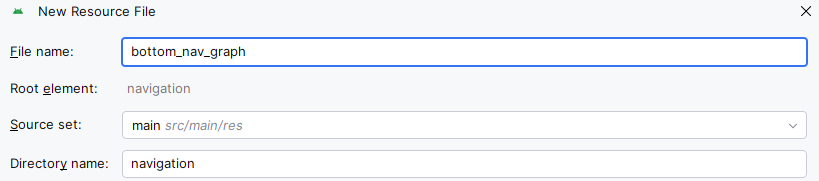 New Resource File
File name: bottom_nav_graph
Root element: navigation
Source set: main src/main/res
Directory name: navigation